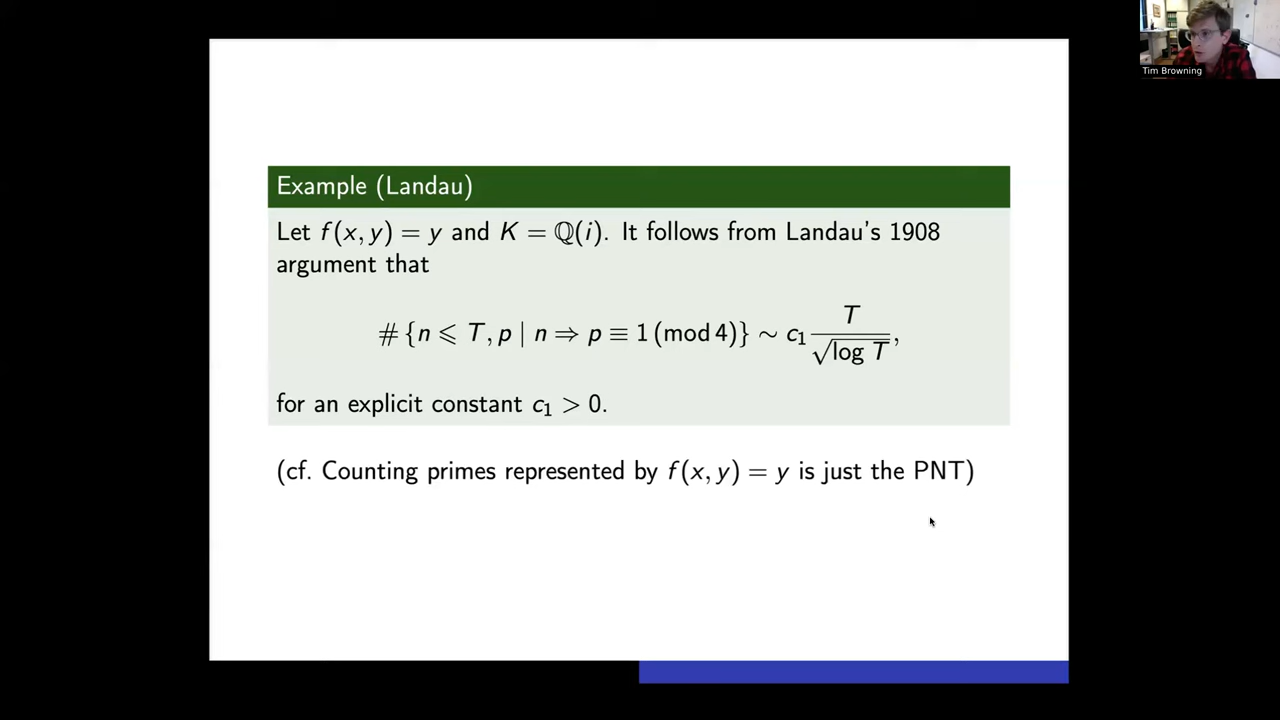 Tim Browning
Example (Landau)
Let f(x, y) = y and K = ℚ(i). It follows from Landau's 1908
argument that
# {n ⩽ T, p | n ⇒ p ≡ 1 (mod 4)} ∼ c₁ T/√log T,
for an explicit constant c₁ > 0.
(cf. Counting primes represented by f(x, y) = y is just the PNT)